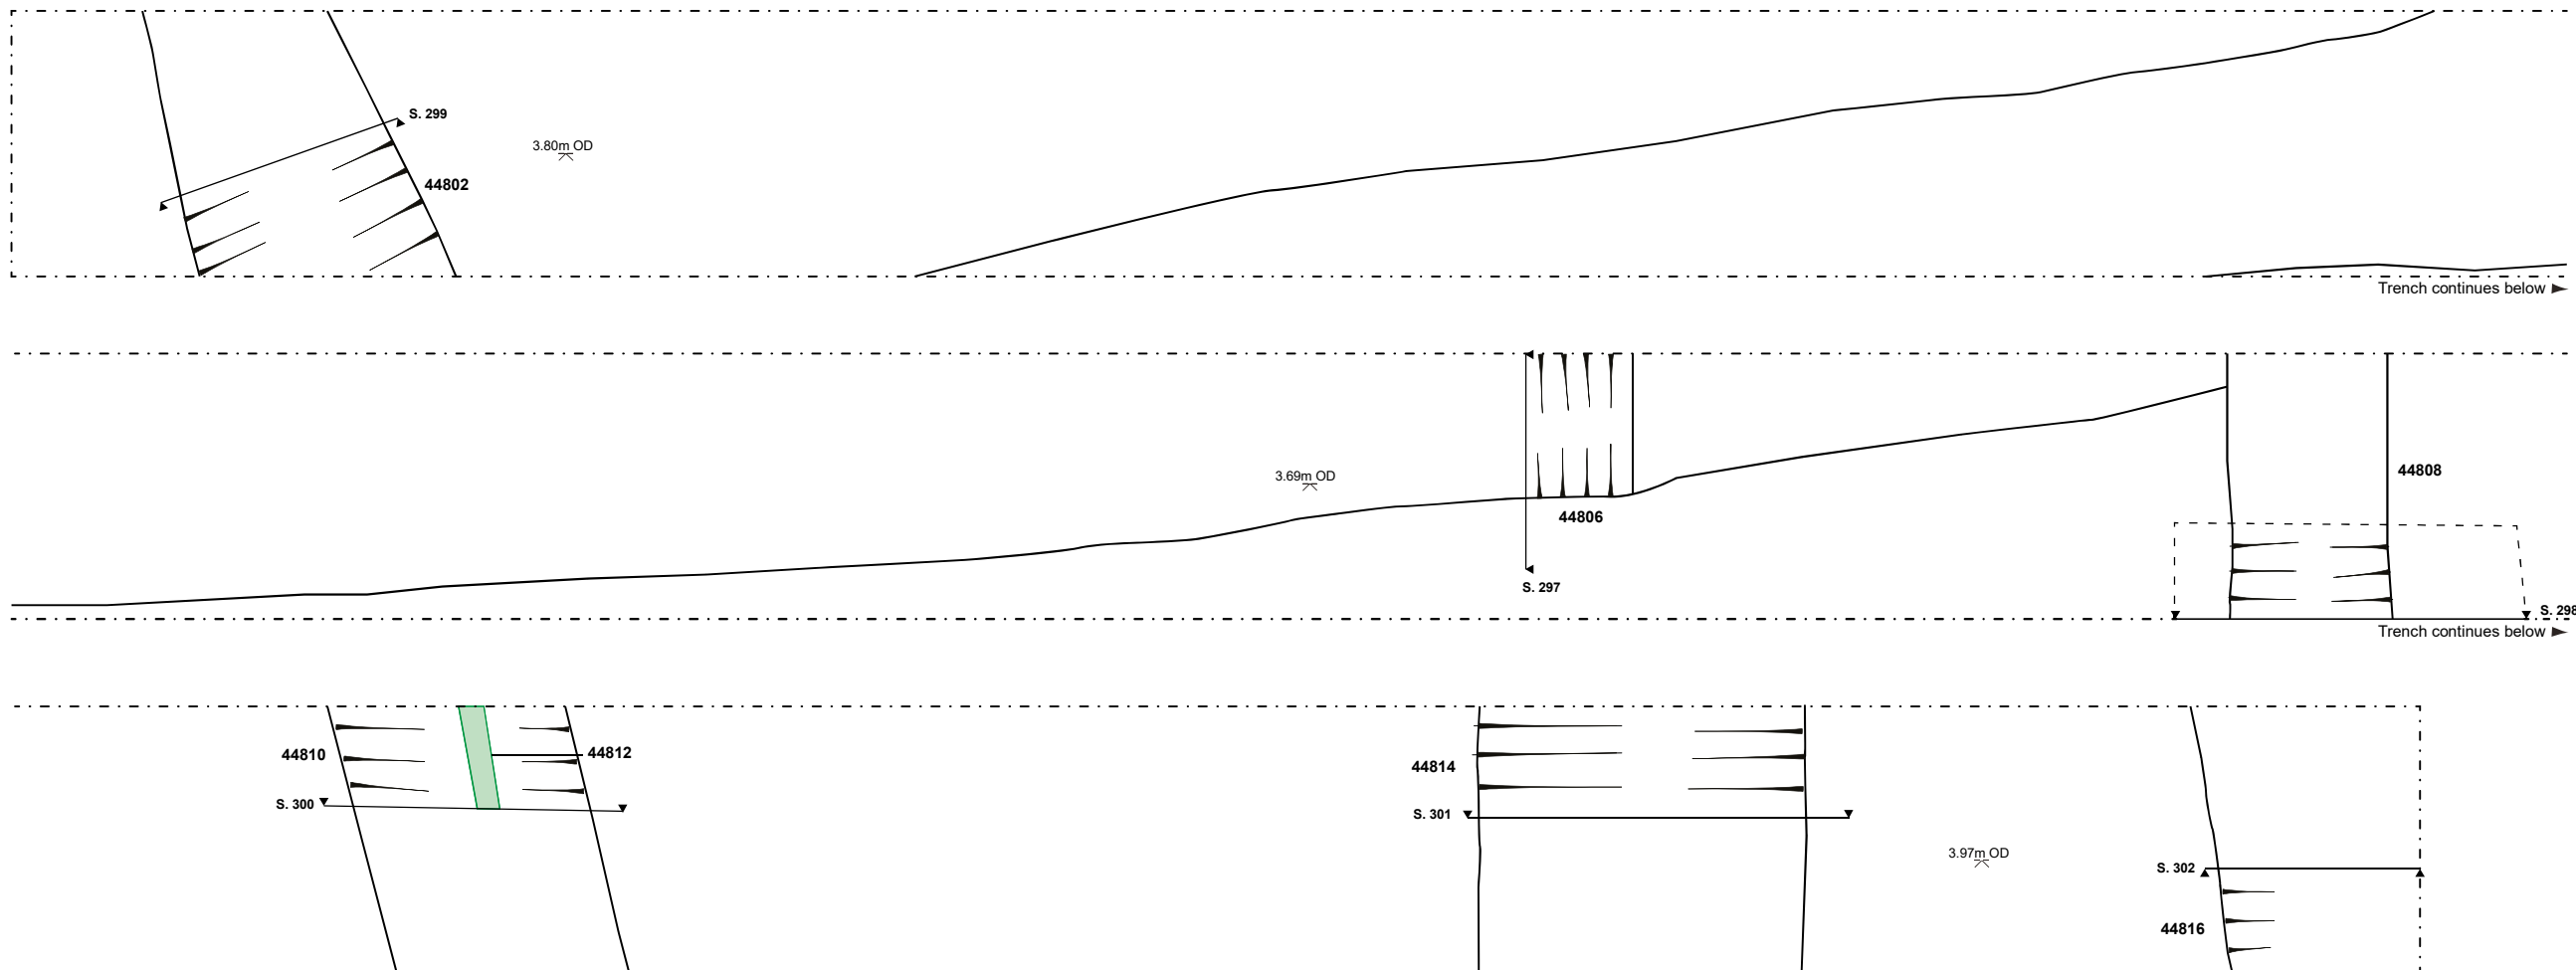 S. 299
3.80m OD
44802
Trench continues below
3.69m OD
44808
44806
S. 297
S. 298
Trench continues below
44810
44812
S. 300
44814
S. 301
3.97m OD
S. 302
44816